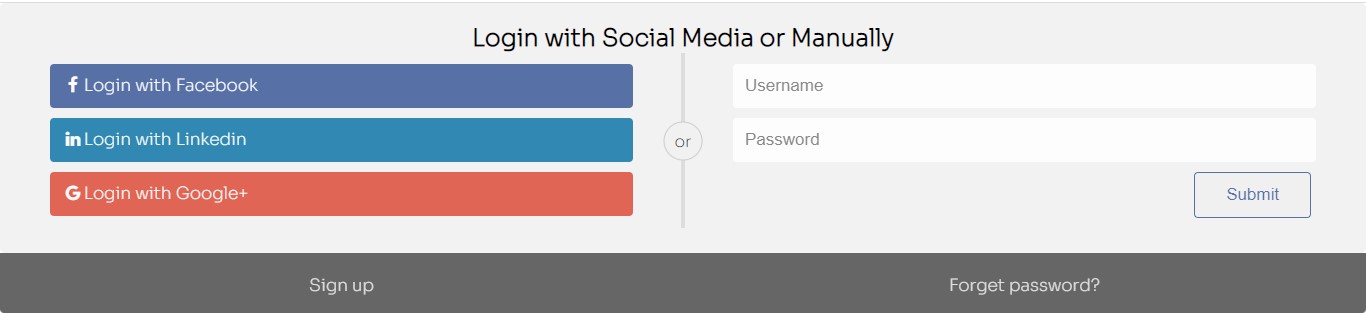 Login with Social Media or Manually
Login with Facebook
Login with Linkedin
Login with Google+
or
Username
Password
Submit
Sign up
Forget password?